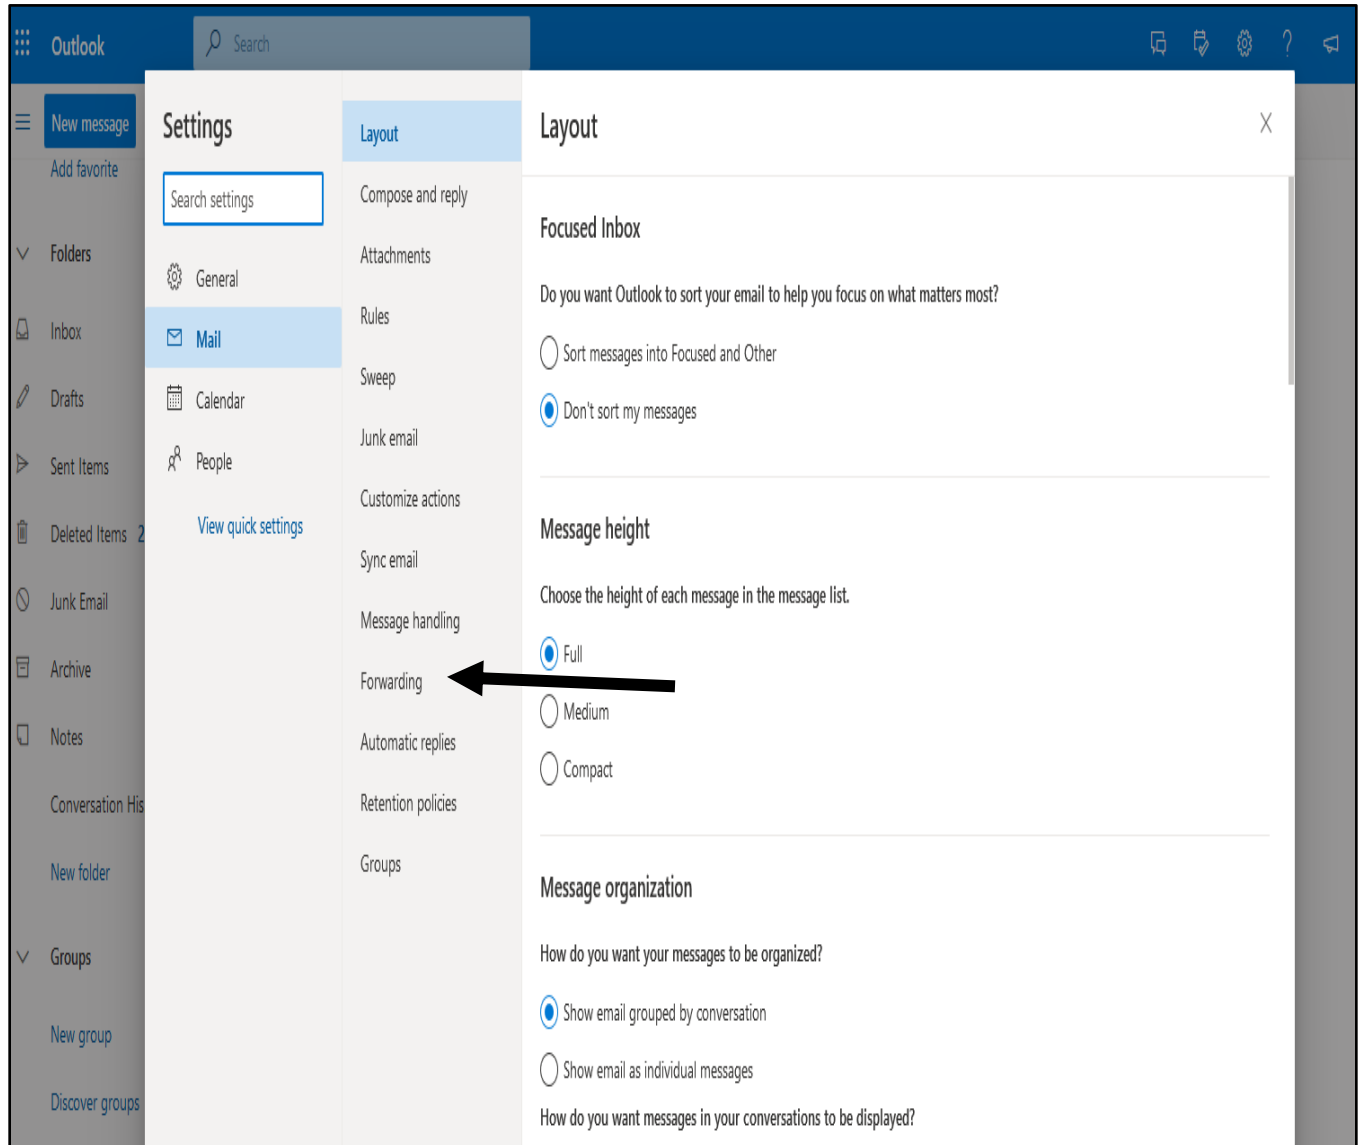 Outlook
Search
New message
Add favorite
Folders
Inbox
Drafts
Sent Items
Deleted Items 2
Junk Email
Archive
Notes
Conversation His
New folder
Groups
New group
Discover groups
Settings
Search settings
General
Mail
Calendar
People
View quick settings
Layout
Compose and reply
Attachments
Rules
Sweep
Junk email
Customize actions
Sync email
Message handling
Forwarding
Automatic replies
Retention policies
Groups
Layout
Focused Inbox
Do you want Outlook to sort your email to help you focus on what matters most?
Sort messages into Focused and Other
Don't sort my messages
Message height
Choose the height of each message in the message list.
Full
Medium
Compact
Message organization
How do you want your messages to be organized?
Show email grouped by conversation
Show email as individual messages
How do you want messages in your conversations to be displayed?